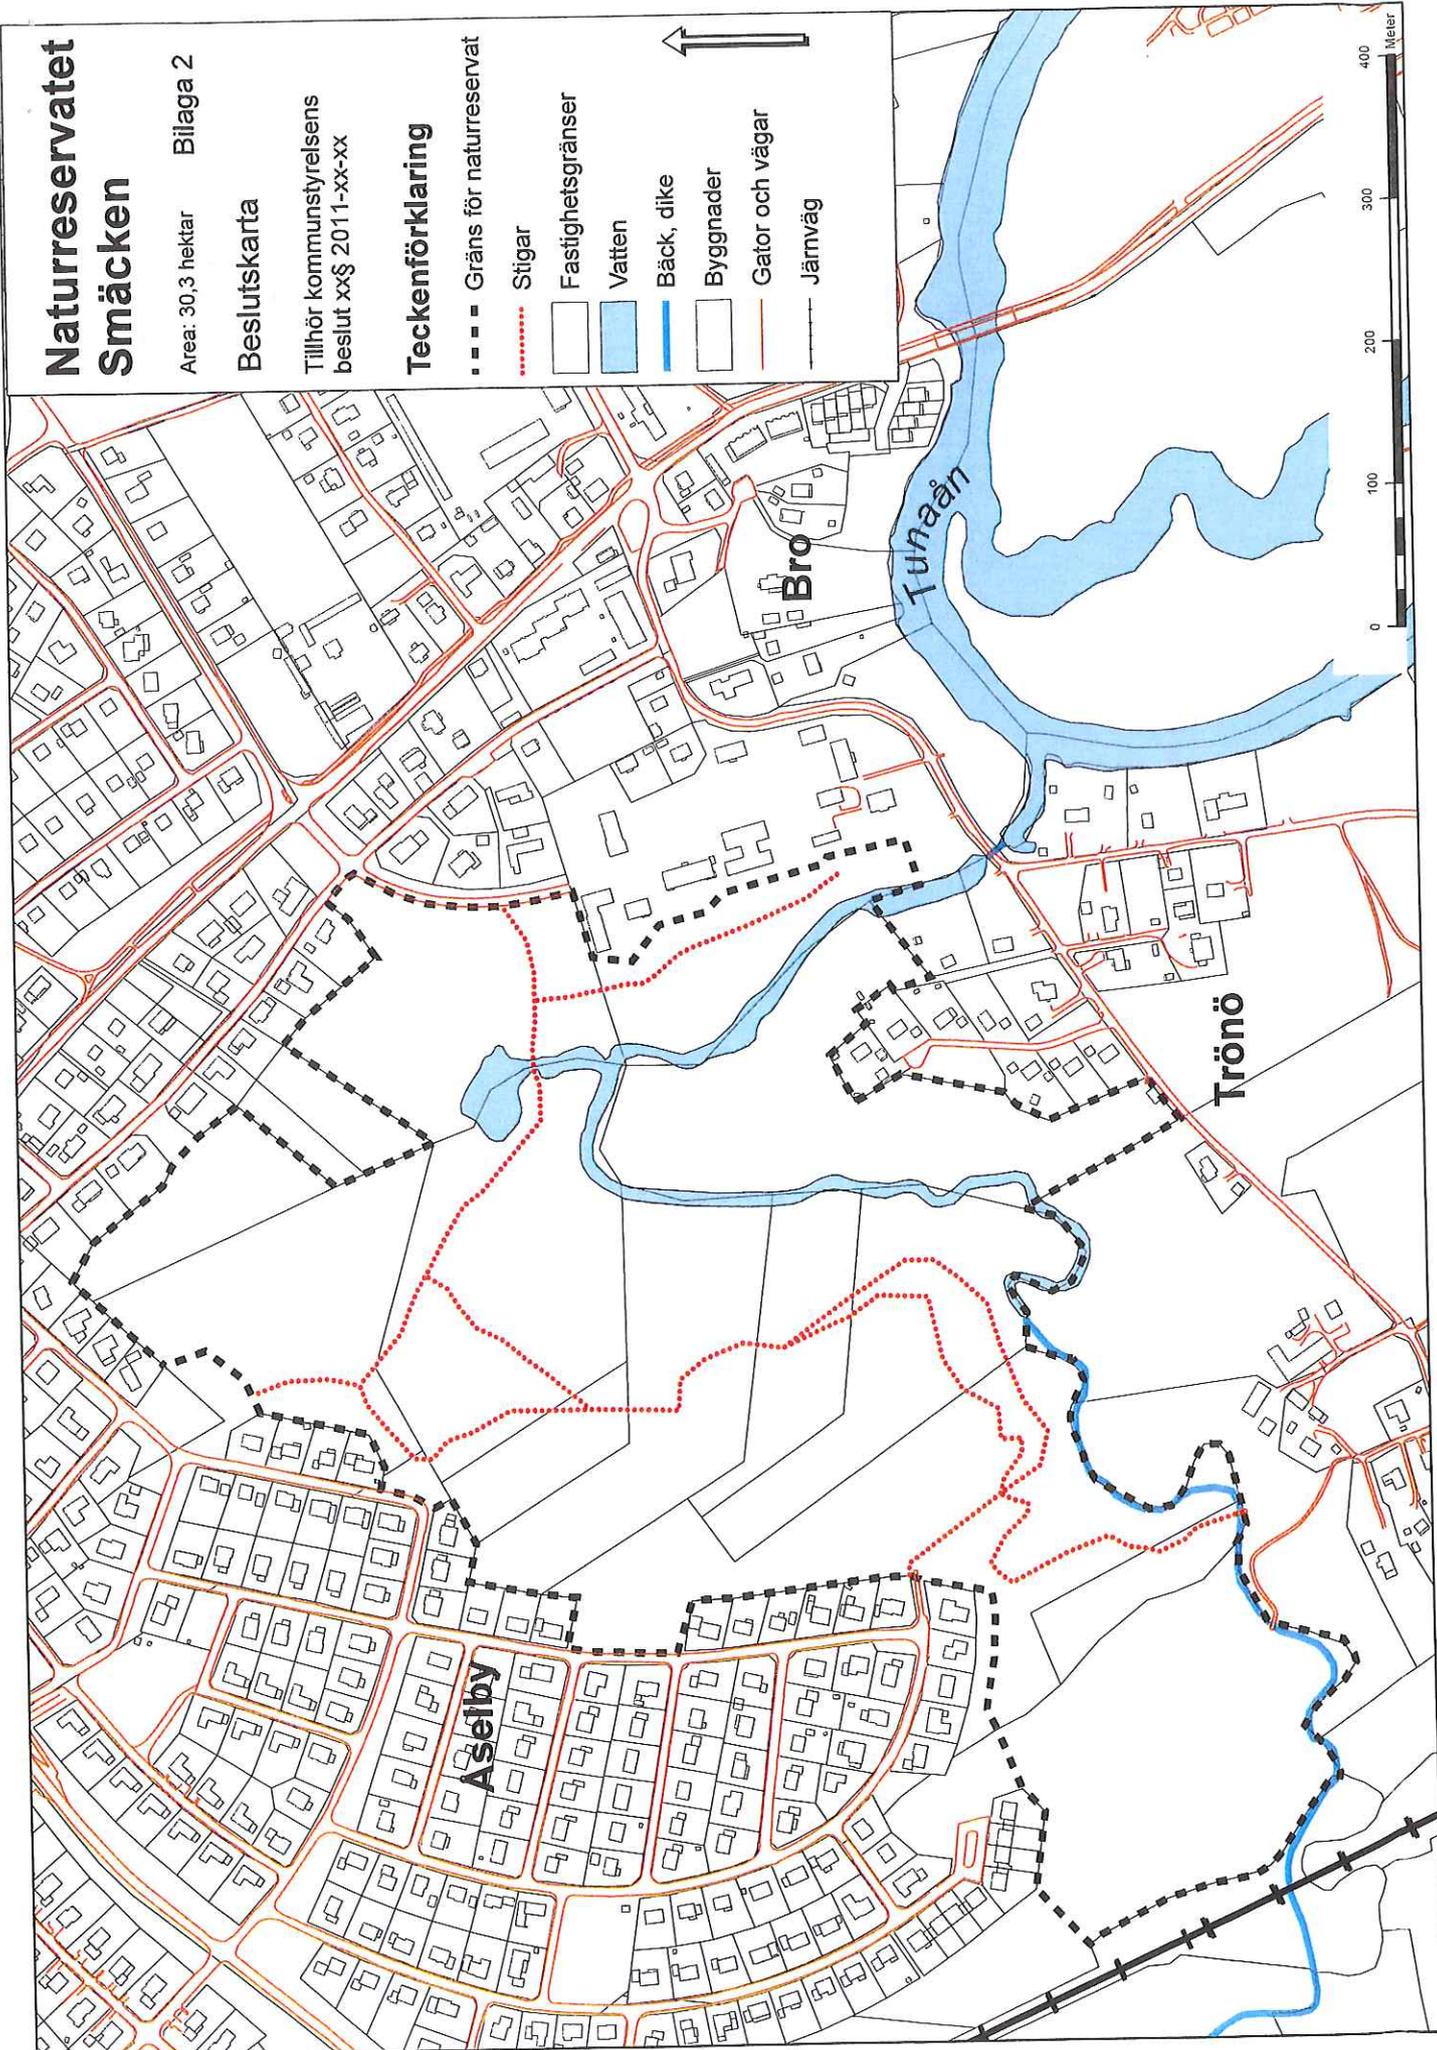 Naturreservatet
Smäcken
Area: 30,3 hektar Bilaga 2
Beslutskarta
Tillhör kommunstyrelsens
beslut xx§ 2011-xx-xx
Teckenförklaring
Gräns för naturreservat
Stigar
Fastighetsgränser
Vatten
Bäck, dike
Byggnader
Gator och vägar
Järnväg
Åselby
Bro
Tunaån
Trönö
0 100 200 300 400
Meter